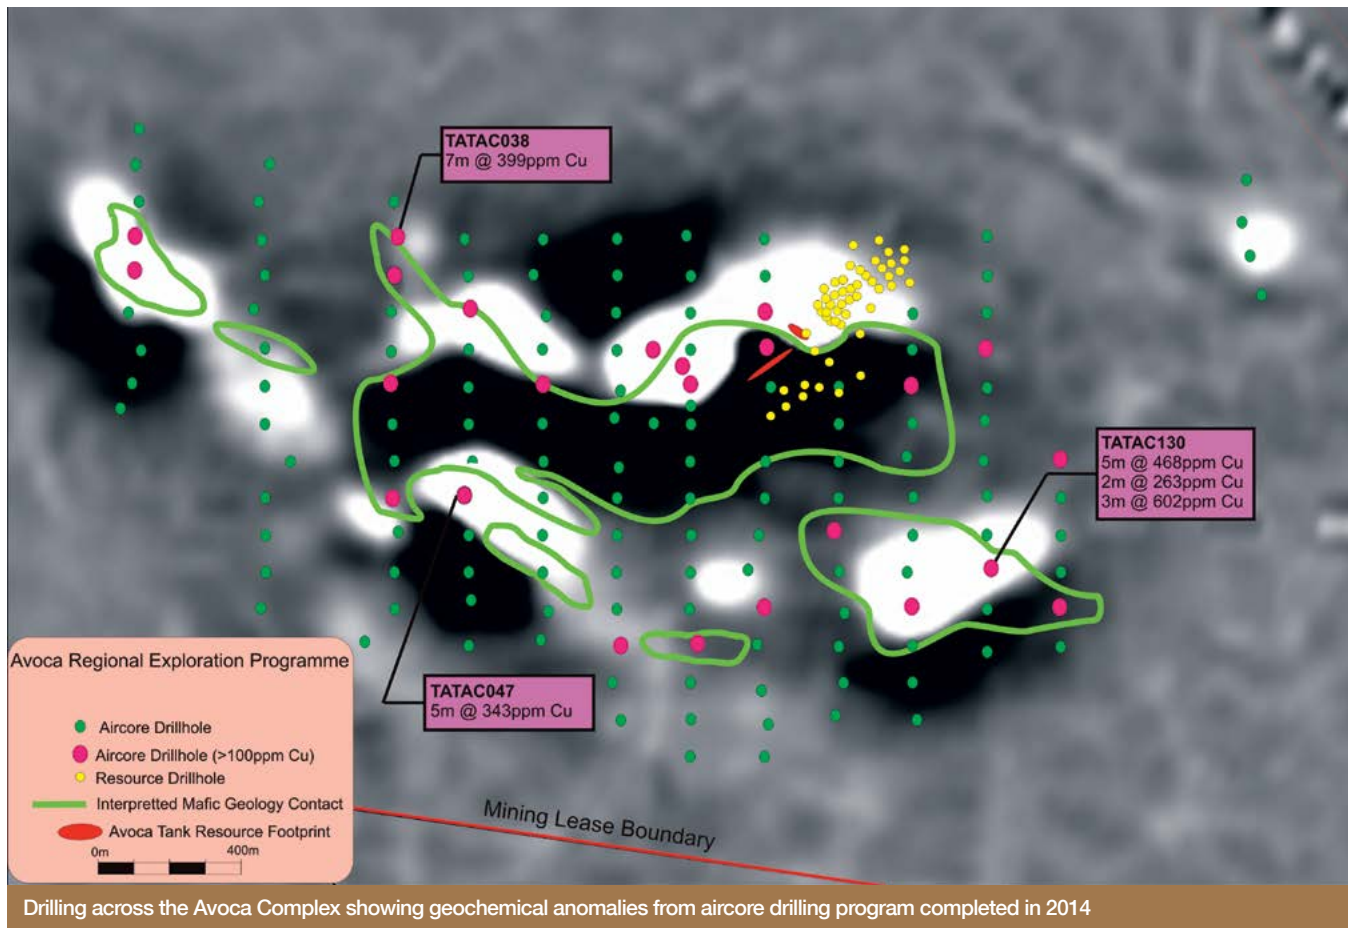 TATAC038
7m @ 399ppm Cu
TATAC130
5m @ 468ppm Cu
2m @ 263ppm Cu
3m @ 602ppm Cu
TATAC047
5m @ 343ppm Cu
Avoca Regional Exploration Programme
Aircore Drillhole
Aircore Drillhole (>100ppm Cu)
Resource Drillhole
Interpretted Mafic Geology Contact
Avoca Tank Resource Footprint
0m 400m
Mining Lease Boundary
Drilling across the Avoca Complex showing geochemical anomalies from aircore drilling program completed in 2014